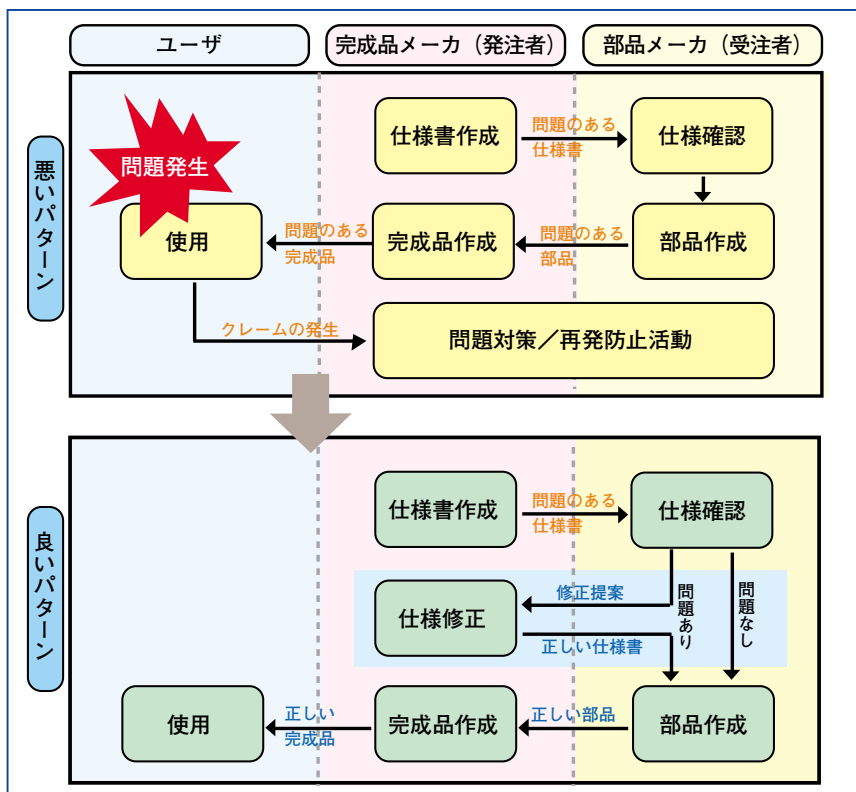 ユーザ
完成品メーカ（発注者）
部品メーカ（受注者）
悪いパターン
仕様書作成
問題のある
仕様書
仕様確認
問題発生
使用
問題のある
完成品
完成品作成
問題のある
部品
部品作成
クレームの発生
問題対策／再発防止活動
良いパターン
仕様書作成
問題のある
仕様書
仕様確認
仕様修正
修正提案
正しい仕様書
問題あり
問題なし
使用
正しい
完成品
完成品作成
正しい部品
部品作成